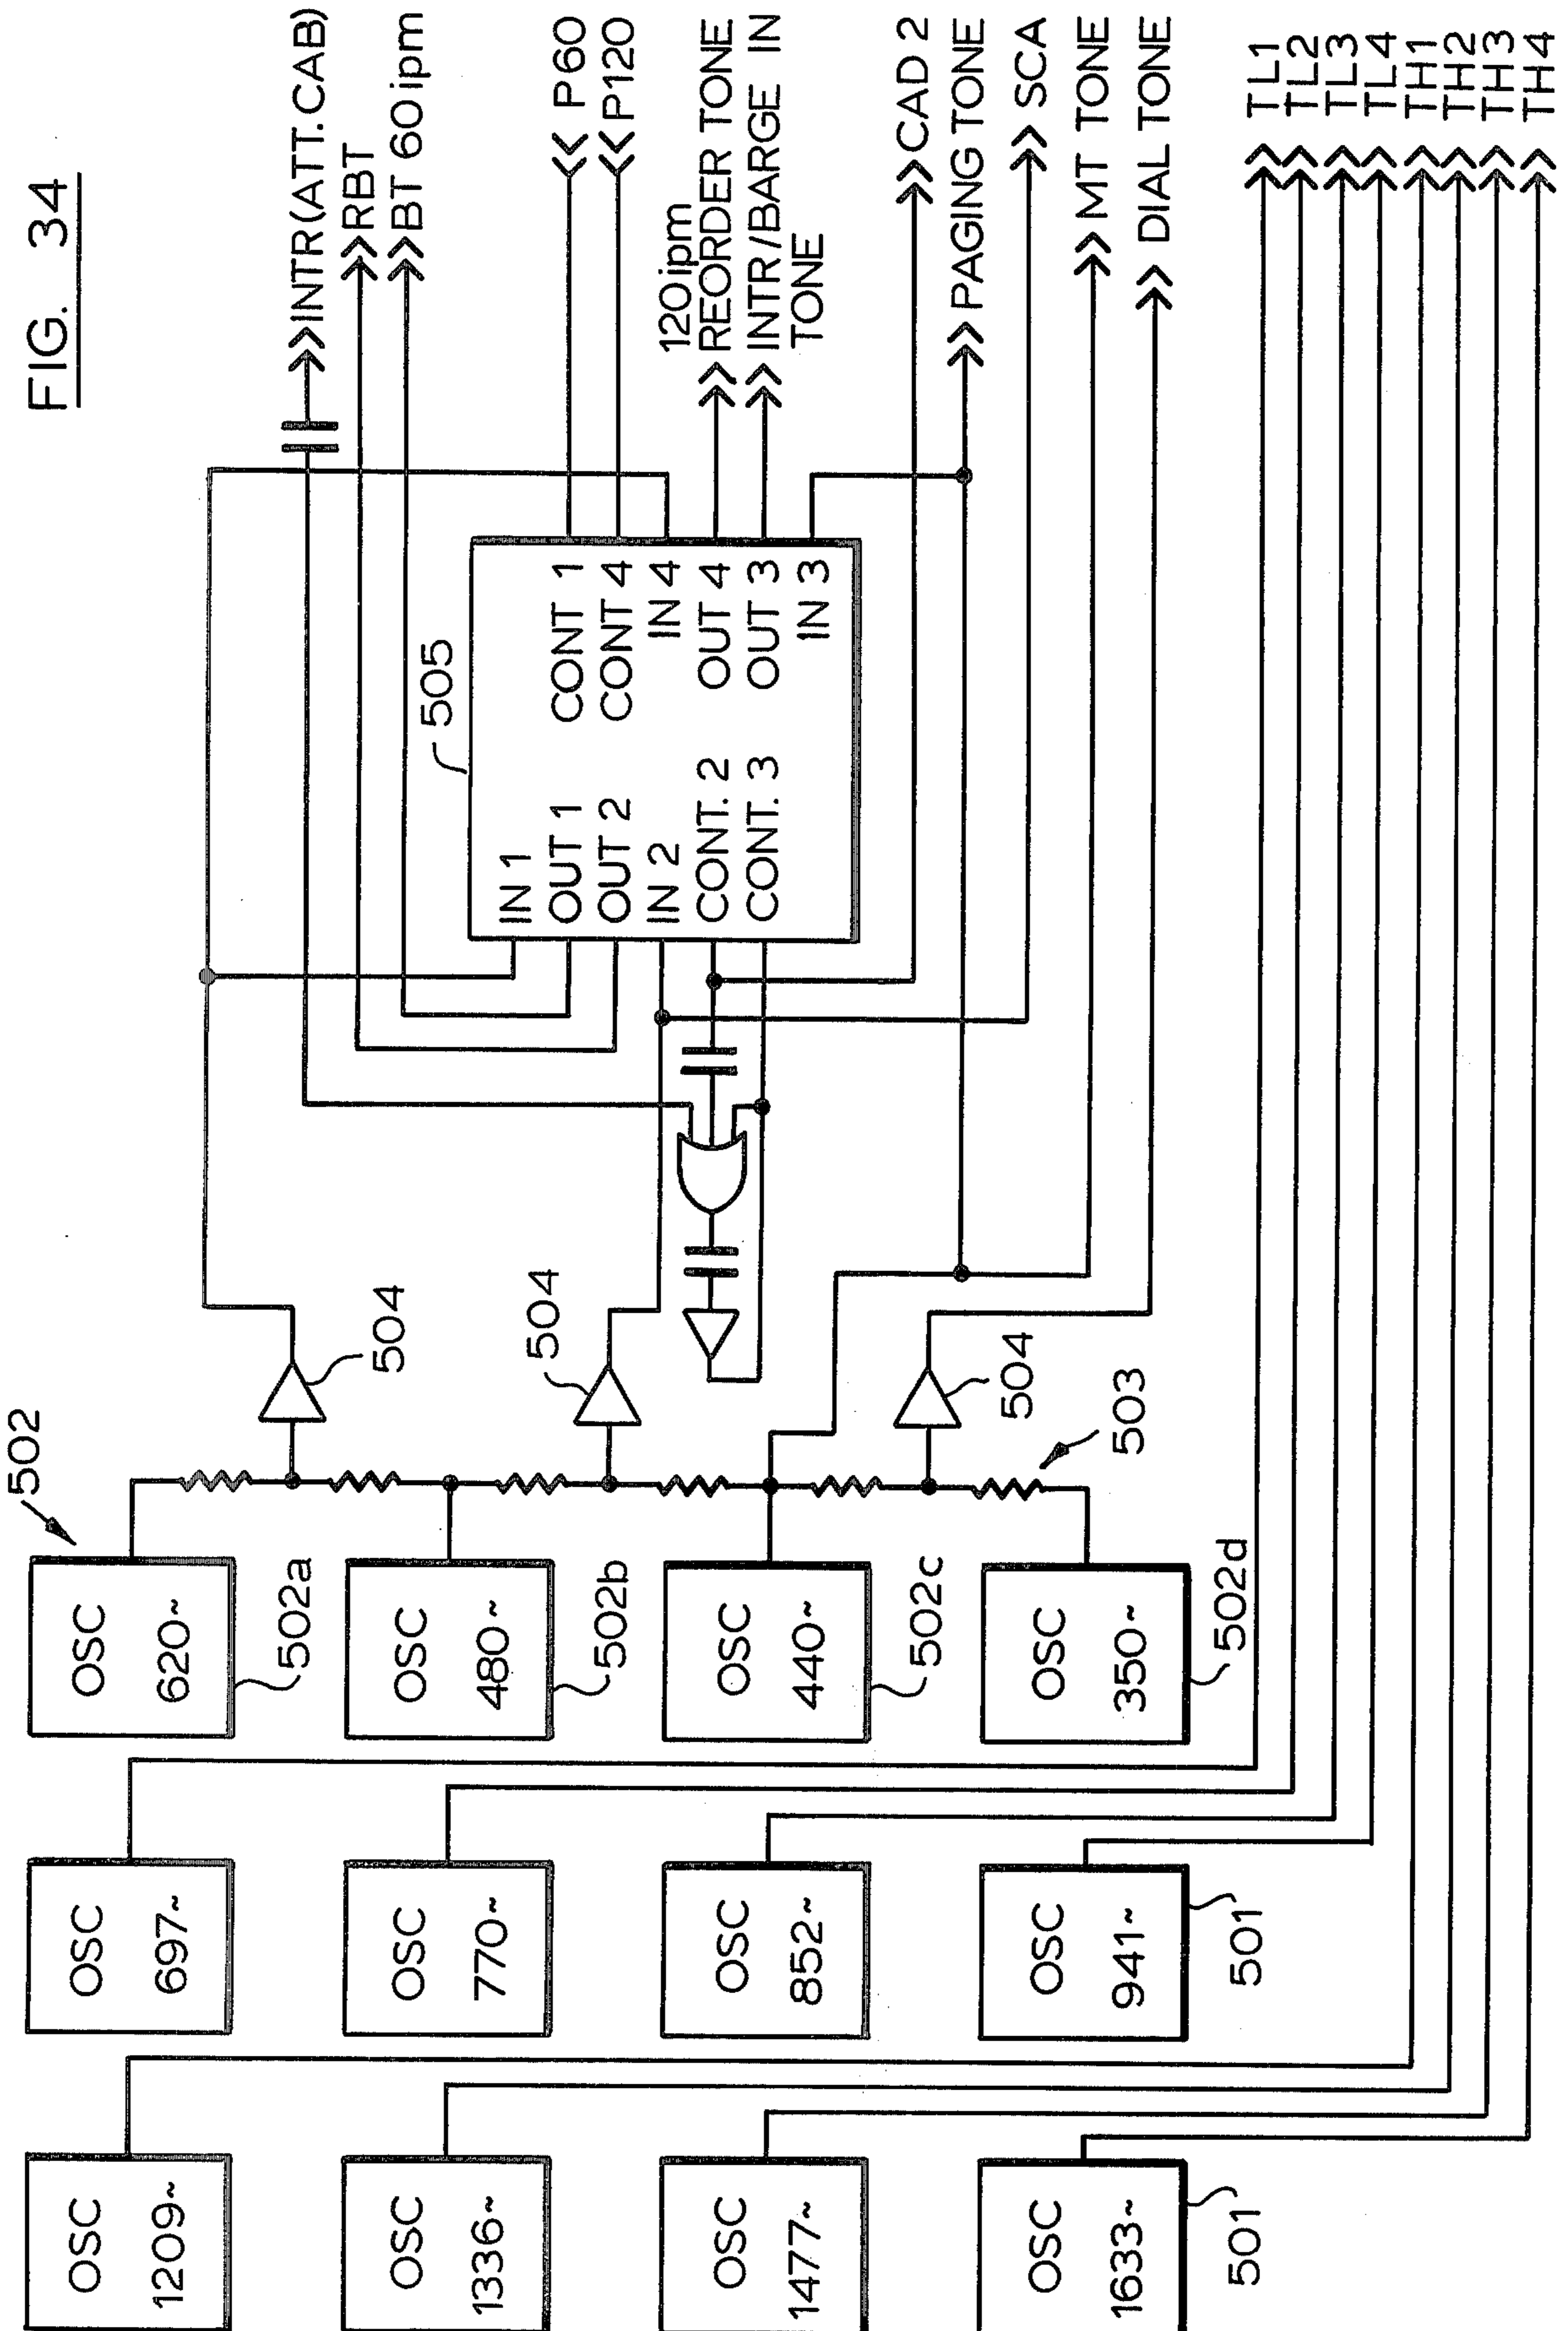 FIG. 34
OSC
1209~
OSC
1336~
OSC
1477~
OSC
1633~
501
OSC
697~
OSC
770~
OSC
852~
OSC
941~
501
502
OSC
620~
502a
OSC
480~
502b
OSC
440~
502c
OSC
350~
502d
503
504
504
504
505
IN 1
OUT 1
OUT 2
IN 2
CONT. 2
CONT. 3
CONT 1
CONT 4
IN 4
OUT 4
OUT 3
IN 3
INTR(ATT.CAB)
RBT
BT 60ipm
P60
P120
120ipm
REORDER TONE
INTR/BARGE IN
TONE
CAD 2
PAGING TONE
SCA
MT TONE
DIAL TONE
TL1
TL2
TL3
TL4
TH1
TH2
TH3
TH4